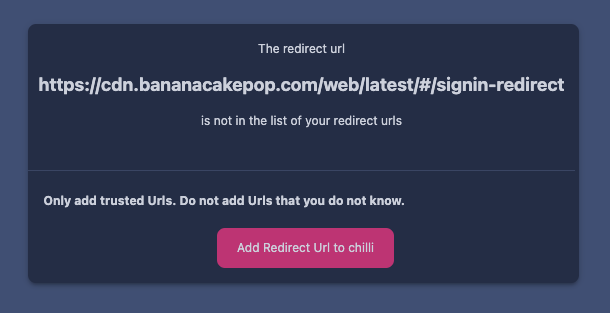 The redirect url
https://cdn.bananacakepop.com/web/latest/#/signin-redirect
is not in the list of your redirect urls
Only add trusted Urls. Do not add Urls that you do not know.
Add Redirect Url to chilli